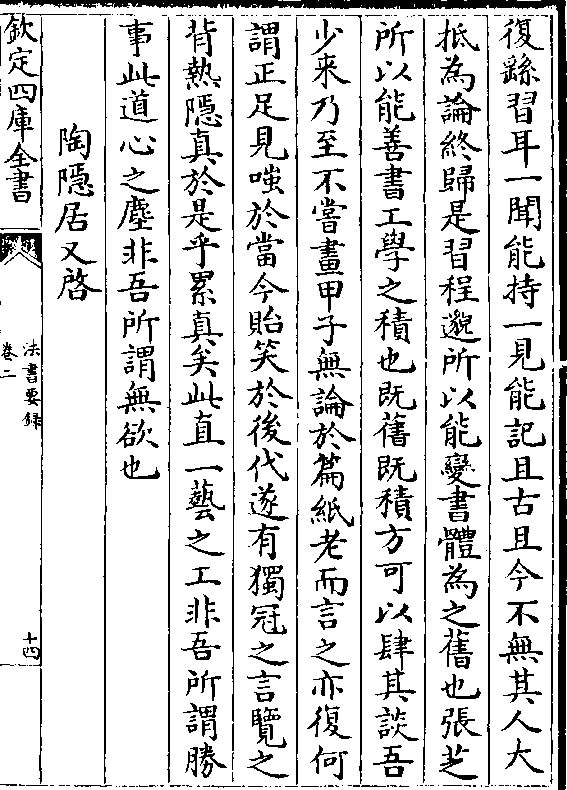 復繇習耳一聞能持一見能記且古且今不無其人大
抵為論終歸是習程邈所以能變書體為之舊也張芝
所以能善書工學之積也既舊既積方可以肆其談吾
少来乃至不嘗畫甲子無論於篇紙老而言之亦復何
謂正足見嗤於當今貽笑於後代遂有獨冠之言覽之
背熱隠真於是乎累真矣此直一藝之工非吾所謂勝
事此道心之塵非吾所謂無欲也
陶隠居又啓
欽定四庫全書
法書要録
卷二
十四